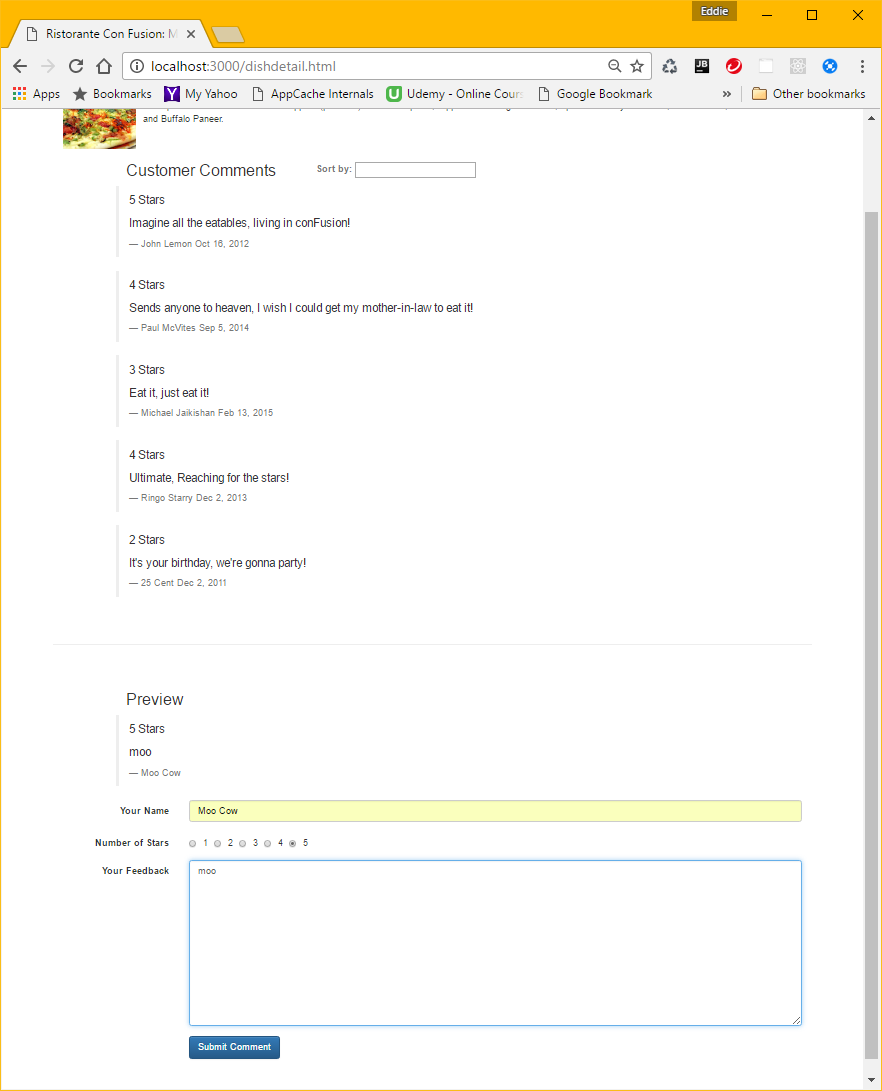 Eddie
Ristorante Con Fusion: M
localhost:3000/dishdetail.html
Apps Bookmarks My Yahoo AppCache Internals Udemy - Online Cours Google Bookmark » Other bookmarks
and Buffalo Paneer.
Customer Comments Sort by:
5 Stars
Imagine all the eatables, living in conFusion!
— John Lemon Oct 16, 2012
4 Stars
Sends anyone to heaven, I wish I could get my mother-in-law to eat it!
— Paul McVites Sep 5, 2014
3 Stars
Eat it, just eat it!
— Michael Jaikishan Feb 13, 2015
4 Stars
Ultimate, Reaching for the stars!
— Ringo Starry Dec 2, 2013
2 Stars
It's your birthday, we're gonna party!
— 25 Cent Dec 2, 2011
Preview
5 Stars
moo
— Moo Cow
Your Name Moo Cow
Number of Stars 1 2 3 4 5
Your Feedback moo
Submit Comment